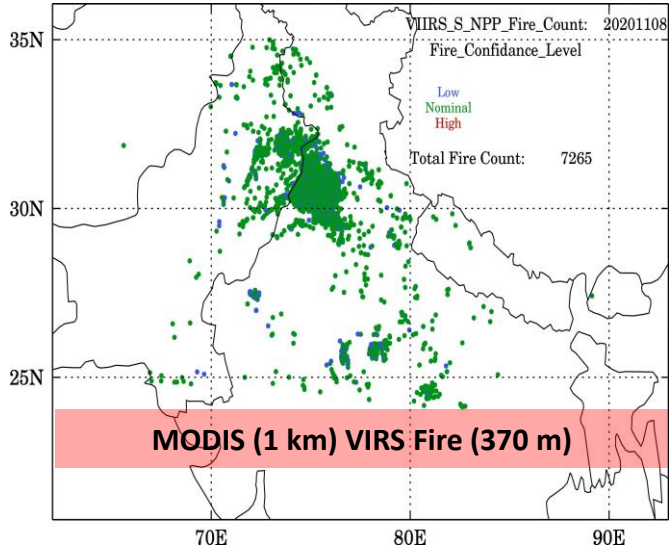 35N
VIIRS_S_NPP_Fire_Count: 20201108
Fire_Confidance_Level
Low
Nominal
High
Total Fire Count: 7265
30N
25N
MODIS (1 km) VIRS Fire (370 m)
70E
80E
90E